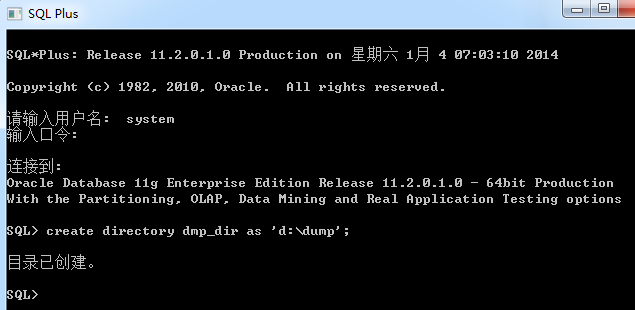 SQL Plus
SQL*Plus: Release 11.2.0.1.0 Production on 星期六 1月 4 07:03:10 2014
Copyright (c) 1982, 2010, Oracle.  All rights reserved.
请输入用户名:  system
输入口令:
连接到:
Oracle Database 11g Enterprise Edition Release 11.2.0.1.0 - 64bit Production
With the Partitioning, OLAP, Data Mining and Real Application Testing options
SQL> create directory dmp_dir as 'd:\dump';
目录已创建。
SQL>